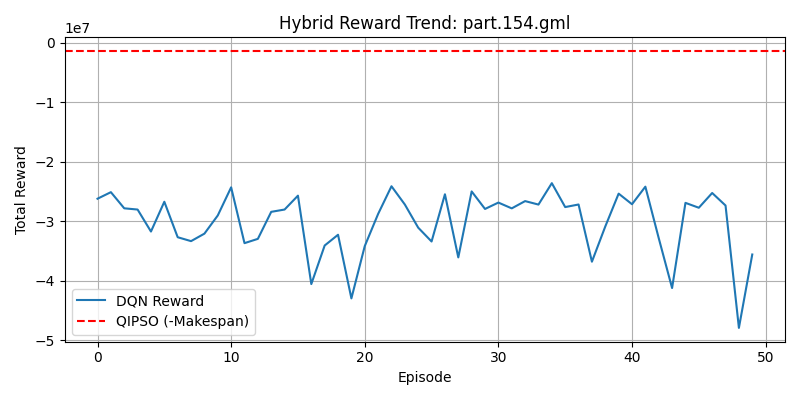 Hybrid Reward Trend: part.154.gml
1e7
0
−1
−2
−3
−4
−5
Total Reward
DQN Reward
QIPSO (-Makespan)
0 10 20 30 40 50
Episode